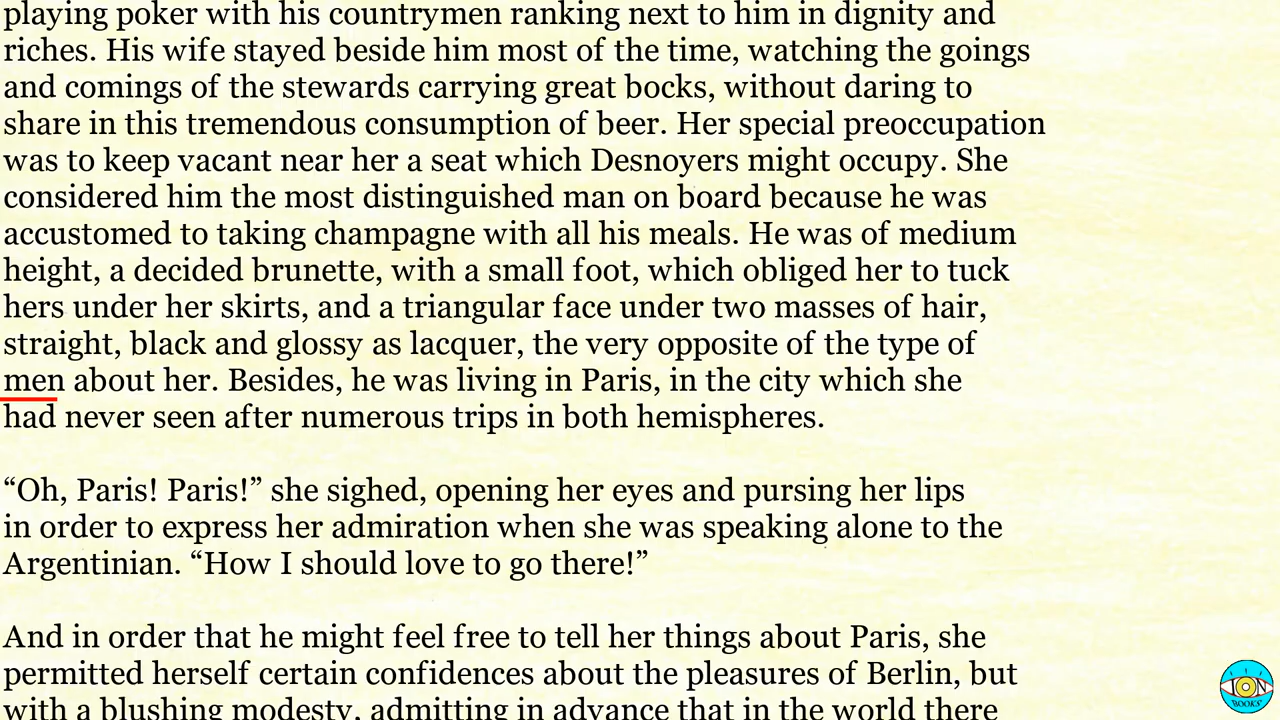 playing poker with his countrymen ranking next to him in dignity and
riches. His wife stayed beside him most of the time, watching the goings
and comings of the stewards carrying great bocks, without daring to
share in this tremendous consumption of beer. Her special preoccupation
was to keep vacant near her a seat which Desnoyers might occupy. She
considered him the most distinguished man on board because he was
accustomed to taking champagne with all his meals. He was of medium
height, a decided brunette, with a small foot, which obliged her to tuck
hers under her skirts, and a triangular face under two masses of hair,
straight, black and glossy as lacquer, the very opposite of the type of
men about her. Besides, he was living in Paris, in the city which she
had never seen after numerous trips in both hemispheres.
“Oh, Paris! Paris!” she sighed, opening her eyes and pursing her lips
in order to express her admiration when she was speaking alone to the
Argentinian. “How I should love to go there!”
And in order that he might feel free to tell her things about Paris, she
permitted herself certain confidences about the pleasures of Berlin, but
with a blushing modesty, admitting in advance that in the world there
ION
BOOKS